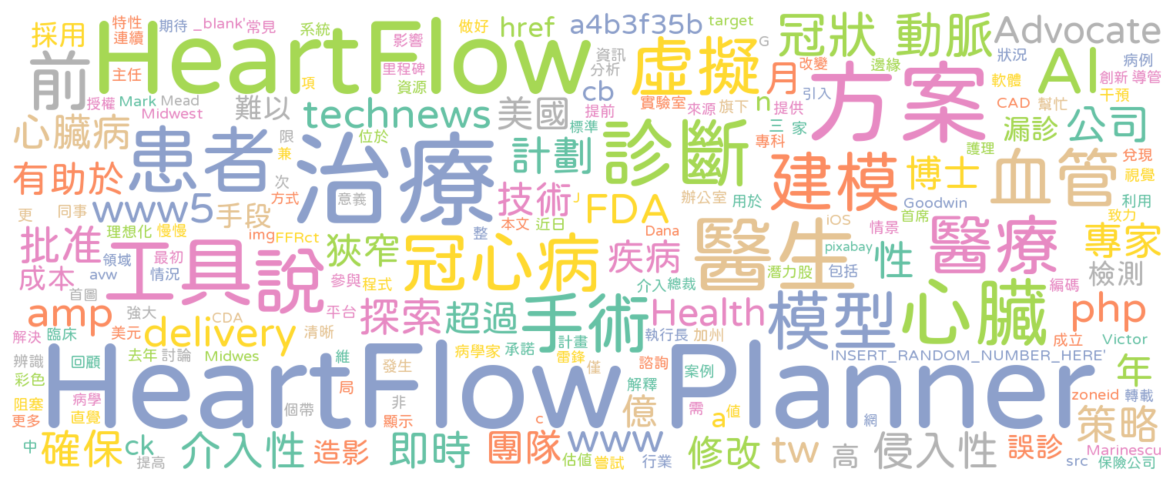 採用 特性 連續 期待 _blank' 常見 系統 影響 做好 href a4b3f35b target G 冠狀 動脈 Advocate
前 HeartFlow 里程碑 資源 資訊 分析 虛擬 改變 月 邊緣 狀況 AI 病例 創新 導管 干預
授權 主任 Mark Mead Midwest 難以 technews 美國 cb 提前 標準 實驗室 來源 旗下 n 提供 引入 方案 軟體 CAD 幫忙 漏診 公司
心臟病 患者 限 兼 位於 治療 計劃 診斷 三 家 專科 建模 博士 血管 護理 兌現 視覺
有助於 www5 手段 次 方式 意義 技術 J FDA 辦公室 用於 Goodwin 利用
更 同事 理想化 慢慢 img FFRct 整 本文 近日 Dana iOS 情景 首席 致力
批准 工具 說 狹窄 冠心病 疾病 醫生 pixabay 性 醫療 專家
成本 領域 最初 avw 情況 參與 程式 介入 總裁 潛力股 包括 編碼 檢測
首圖 amp 強大 美元 CDA 清晰 平台 探索 超過 手術 Health 模型 心臟 php
解決 臨床 delivery 計畫 執行長 加州 成立 Victor
辨識 回顧 去年 討論 Midwes 病學家 承諾 雷鋒 僅 諮詢 案例 INSERT_RANDOM_NUMBER_HERE'
彩色 HeartFlow Planner 維 局 發生 解釋 年 轉載
阻塞 病學 直覺 個帶 非 億 需 a 值 zoneid 策略
更多 顯示 c 網
中 確保 ck 提高 介入性 造影 即時 團隊 www 估值 嘗試 行業 修改 tw 高 侵入性 誤診 Marinescu src 保險公司